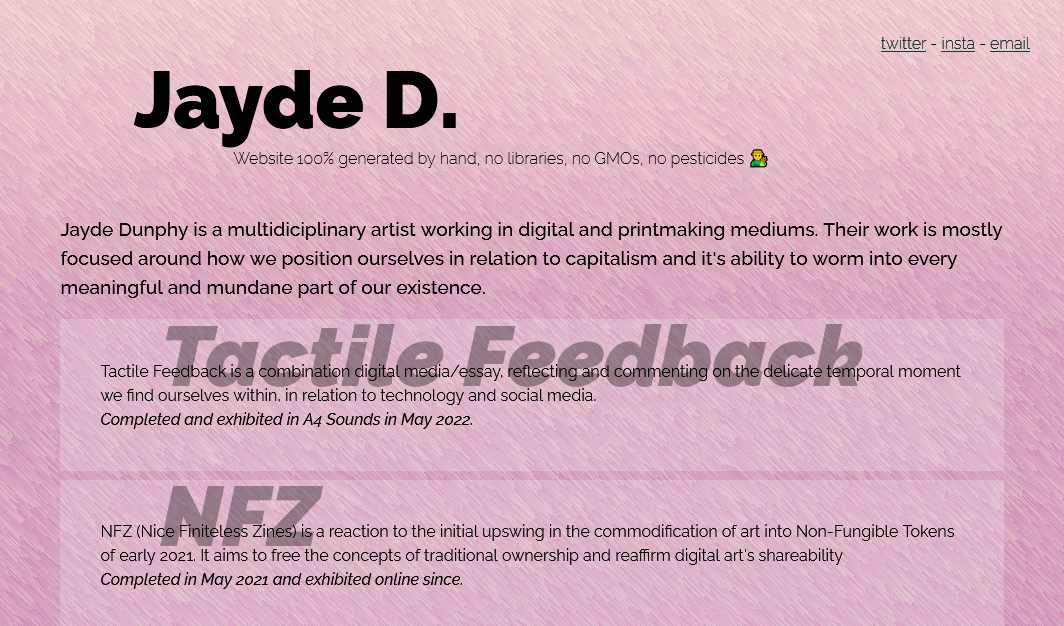 twitter - insta - email
Jayde D.
Website 100% generated by hand, no libraries, no GMOs, no pesticides 👩‍🌾
Jayde Dunphy is a multidiciplinary artist working in digital and printmaking mediums. Their work is mostly
focused around how we position ourselves in relation to capitalism and it's ability to worm into every
meaningful and mundane part of our existence.
Tactile Feedback
Tactile Feedback is a combination digital media/essay, reflecting and commenting on the delicate temporal moment
we find ourselves within, in relation to technology and social media.
Completed and exhibited in A4 Sounds in May 2022.
NFZ
NFZ (Nice Finiteless Zines) is a reaction to the initial upswing in the commodification of art into Non-Fungible Tokens
of early 2021. It aims to free the concepts of traditional ownership and reaffirm digital art's shareability
Completed in May 2021 and exhibited online since.